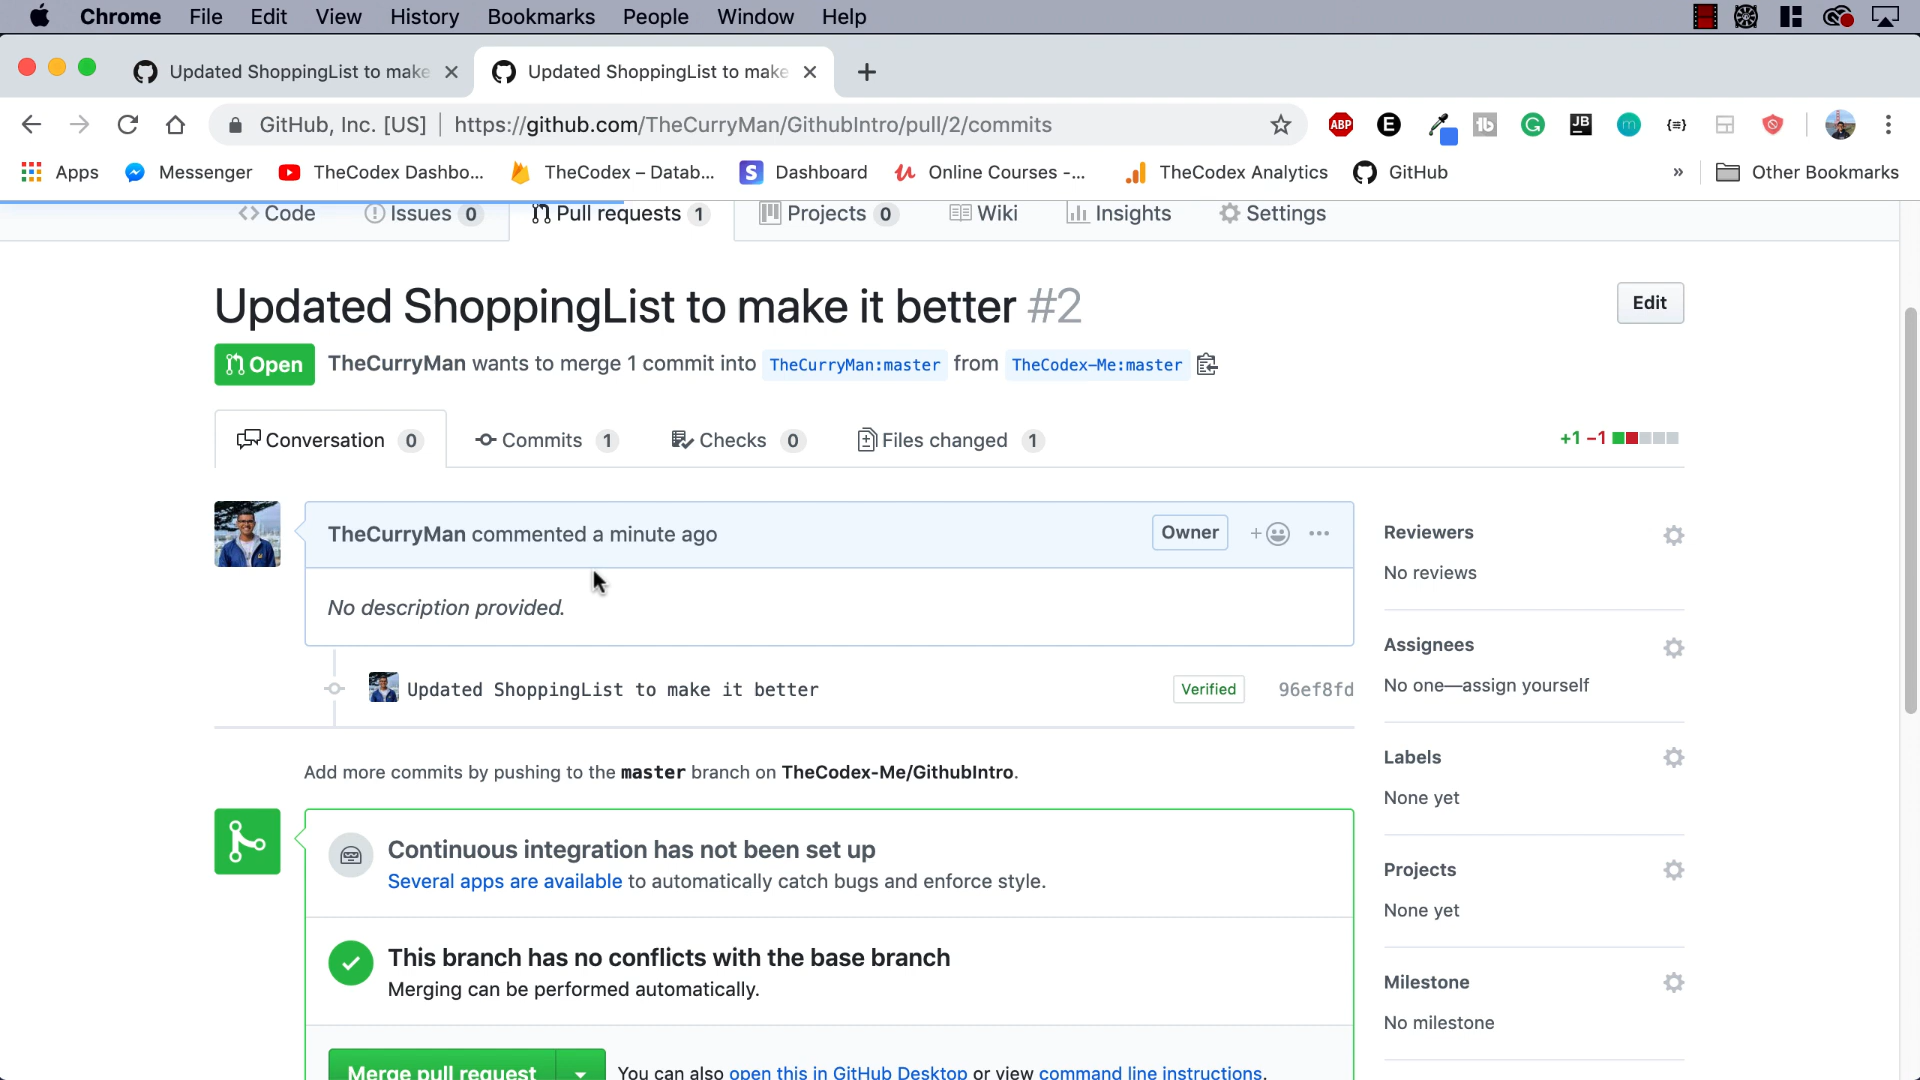 Chrome File Edit View History Bookmarks People Window Help
Updated ShoppingList to make
Updated ShoppingList to make
GitHub, Inc. [US] https://github.com/TheCurryMan/GithubIntro/pull/2/commits
ABP E JB m {≡}
Apps Messenger TheCodex Dashbo... TheCodex – Datab... S Dashboard Online Courses -... TheCodex Analytics GitHub » Other Bookmarks
Code Issues 0 Pull requests 1 Projects 0 Wiki Insights Settings
Updated ShoppingList to make it better #2
Edit
Open TheCurryMan wants to merge 1 commit into TheCurryMan:master from TheCodex-Me:master
Conversation 0 Commits 1 Checks 0 Files changed 1 +1 −1
TheCurryMan commented a minute ago Owner
No description provided.
Updated ShoppingList to make it better Verified 96ef8fd
Add more commits by pushing to the master branch on TheCodex-Me/GithubIntro.
Continuous integration has not been set up
Several apps are available to automatically catch bugs and enforce style.
This branch has no conflicts with the base branch
Merging can be performed automatically.
Merge pull request You can also open this in GitHub Desktop or view command line instructions.
Reviewers
No reviews
Assignees
No one—assign yourself
Labels
None yet
Projects
None yet
Milestone
No milestone